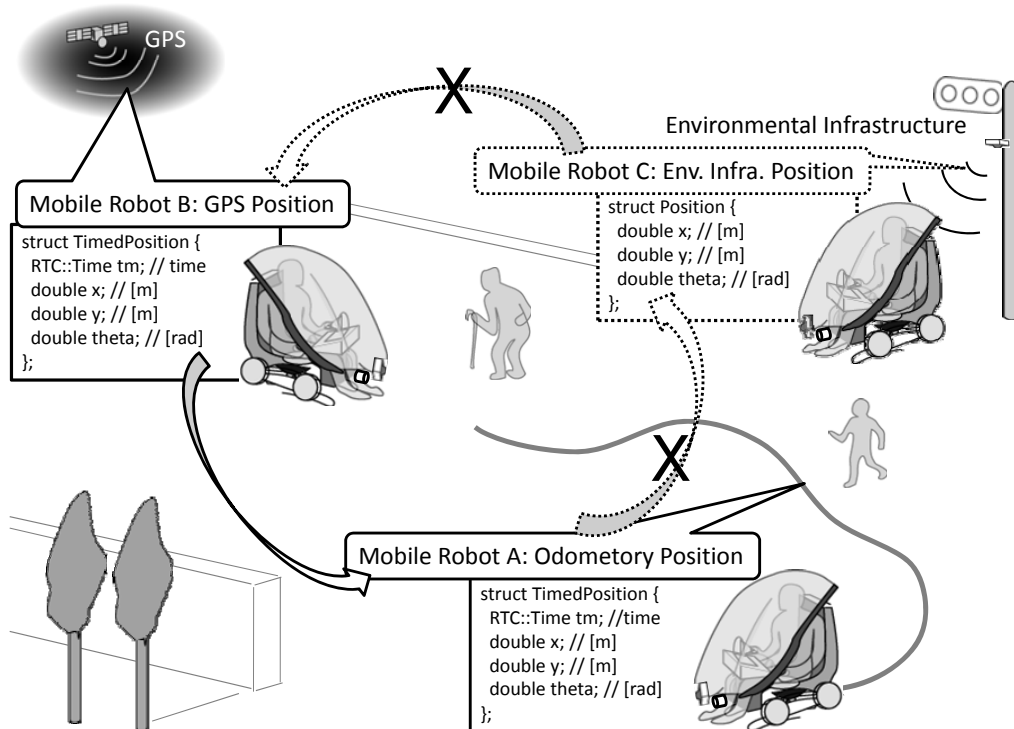 GPS
X
Environmental Infrastructure
Mobile Robot C: Env. Infra. Position
struct Position {
double x; // [m]
double y; // [m]
double theta; // [rad]
};
Mobile Robot B: GPS Position
struct TimedPosition {
RTC::Time tm; // time
double x; // [m]
double y; // [m]
double theta; // [rad]
};
X
Mobile Robot A: Odometory Position
struct TimedPosition {
RTC::Time tm; //time
double x; // [m]
double y; // [m]
double theta; // [rad]
};